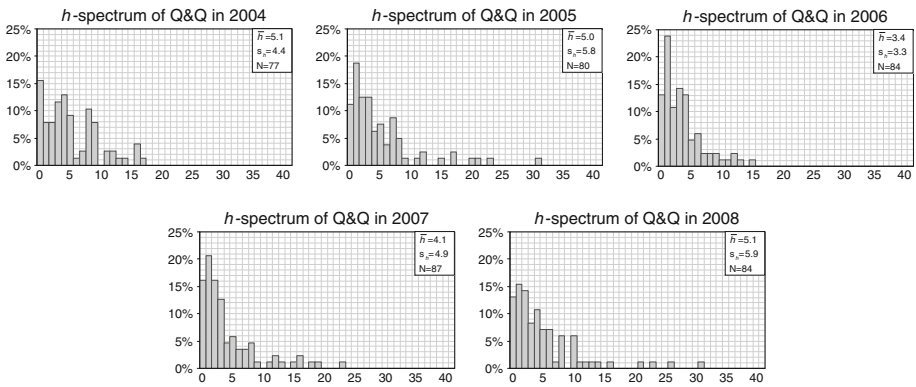 h-spectrum of Q&Q in 2004
25%
20%
15%
10%
5%
0%
0 5 10 15 20 25 30 35 40
h̄=5.1
sₕ=4.4
N=77
h-spectrum of Q&Q in 2005
25%
20%
15%
10%
5%
0%
0 5 10 15 20 25 30 35 40
h̄=5.0
sₕ=5.8
N=80
h-spectrum of Q&Q in 2006
25%
20%
15%
10%
5%
0%
0 5 10 15 20 25 30 35 40
h̄=3.4
sₕ=3.3
N=84
h-spectrum of Q&Q in 2007
25%
20%
15%
10%
5%
0%
0 5 10 15 20 25 30 35 40
h̄=4.1
sₕ=4.9
N=87
h-spectrum of Q&Q in 2008
25%
20%
15%
10%
5%
0%
0 5 10 15 20 25 30 35 40
h̄=5.1
sₕ=5.9
N=84